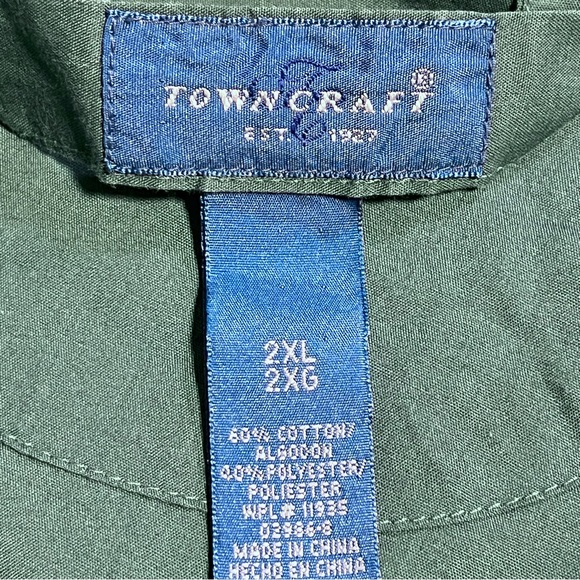 TOWNCRAFT®
EST. 1927
2XL
2XG
60% COTTON/
ALGODON
40% POLYESTER/
POLIESTER
WPL# 11935
D3986-8
MADE IN CHINA
HECHO EN CHINA